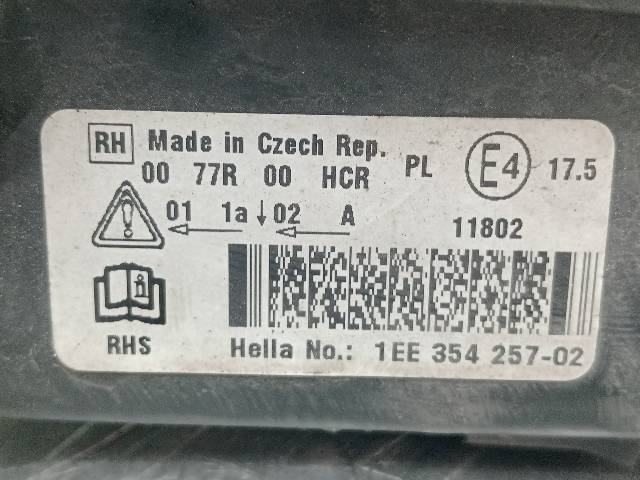 RH Made in Czech Rep.
00 77R 00 HCR PL E4 17.5
01 1a ↓ 02 A 11802
RHS Hella No.: 1EE 354 257-02